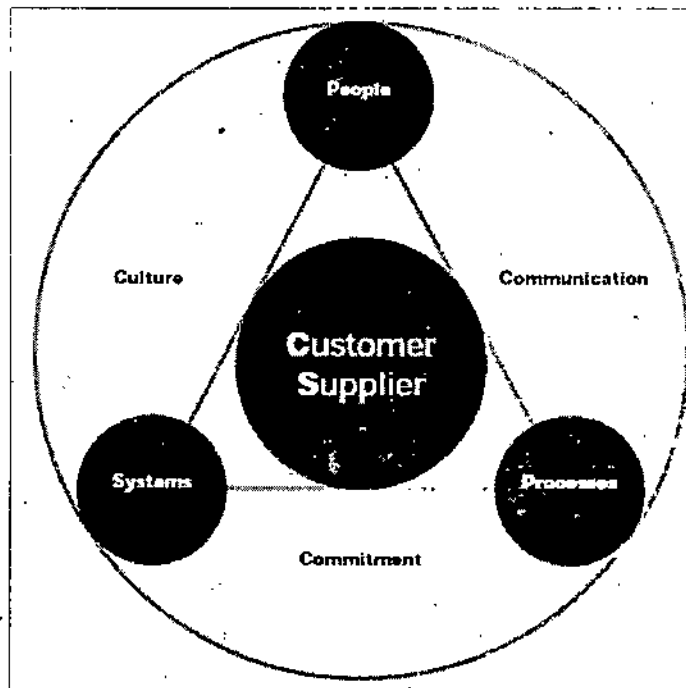 People
Culture
Communication
Customer
Supplier
Systems
Processes
Commitment